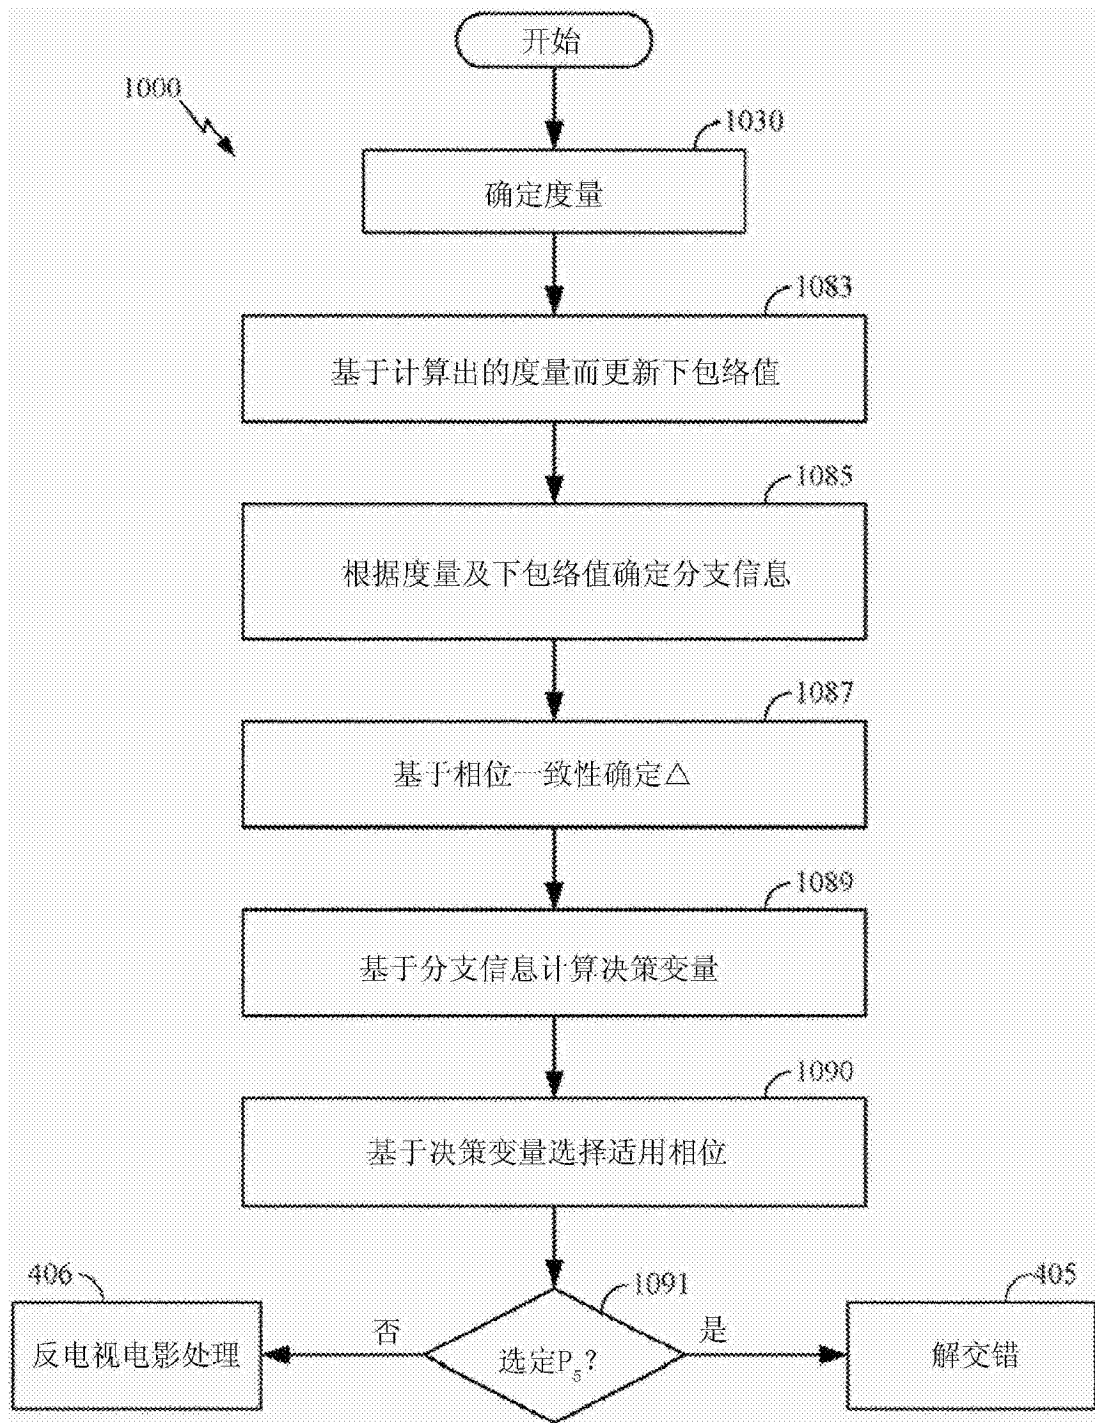 开始
1000
1030
确定度量
1083
基于计算出的度量而更新下包络值
1085
根据度量及下包络值确定分支信息
1087
基于相位一致性确定△
1089
基于分支信息计算决策变量
1090
基于决策变量选择适用相位
406
1091
405
否
是
反电视电影处理
选定P₅?
解交错